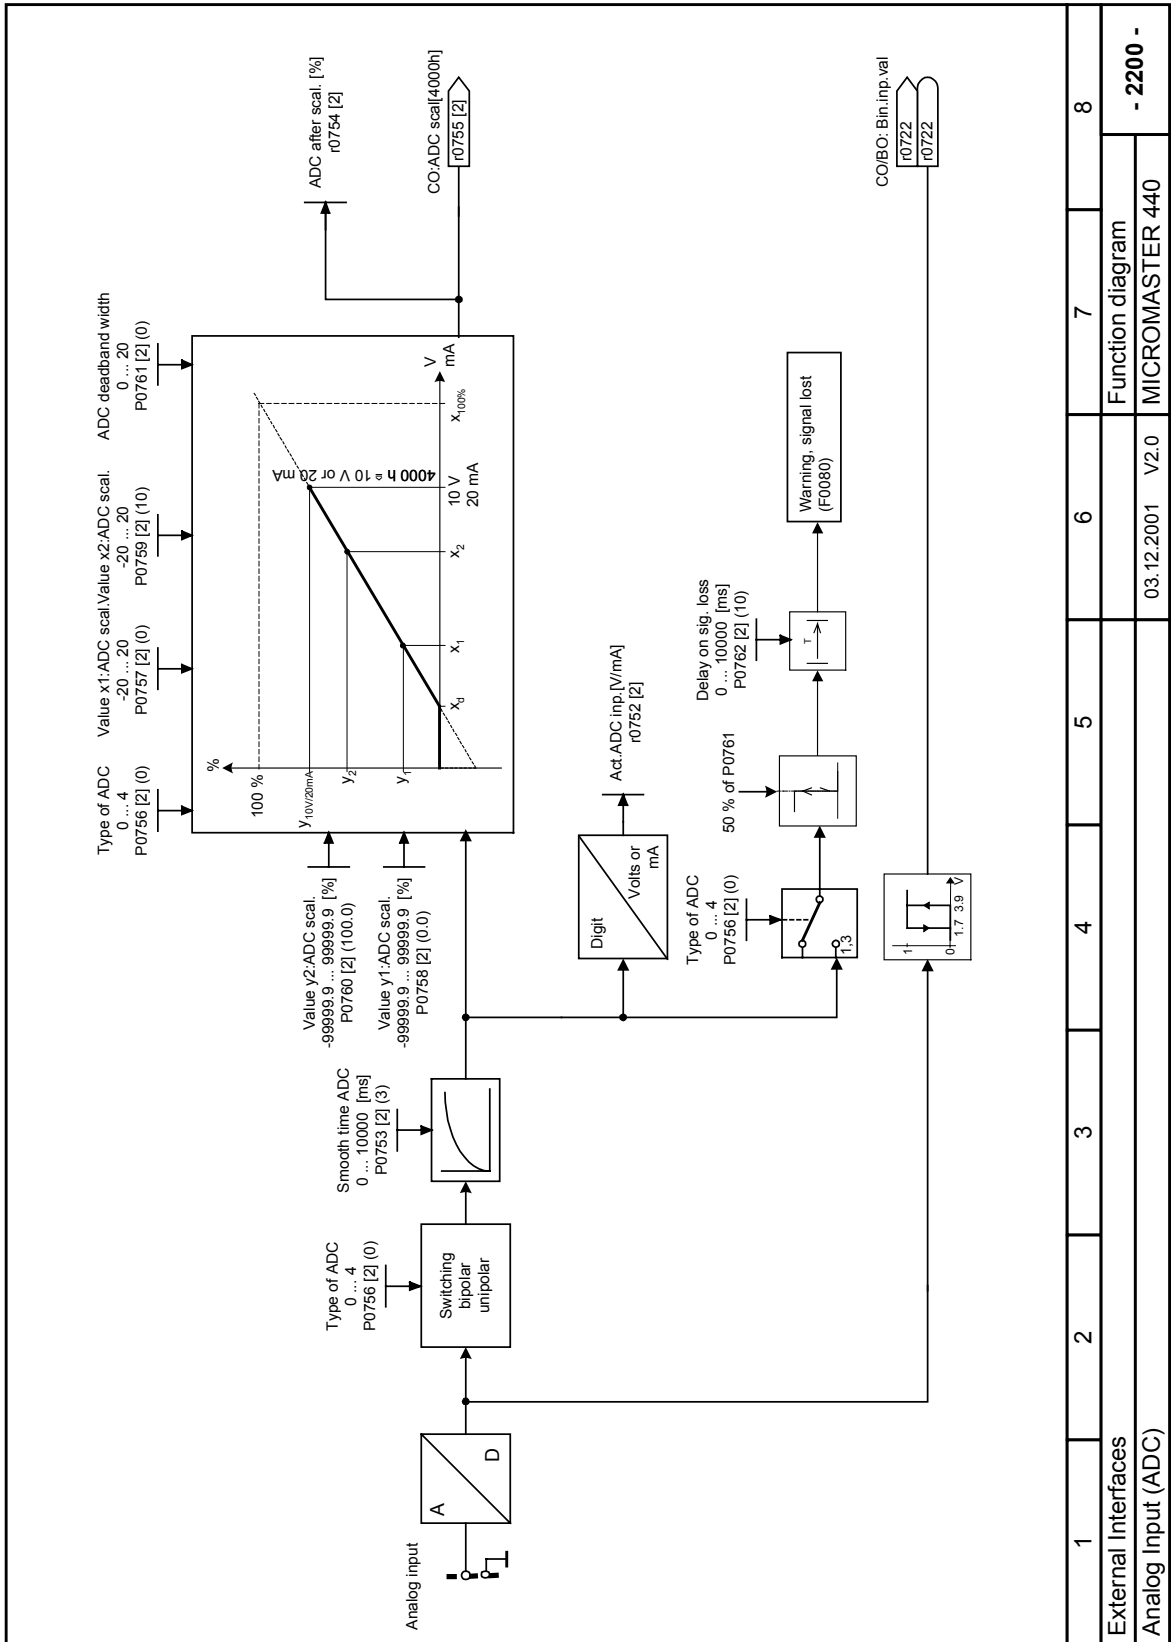 Analog input
A
D
Type of ADC
0 ... 4
P0756 [2] (0)
Switching
bipolar
unipolar
Smooth time ADC
0 ... 10000 [ms]
P0753 [2] (3)
Value y2:ADC scal.
-99999.9 ... 99999.9 [%]
P0760 [2] (100.0)
Value y1:ADC scal.
-99999.9 ... 99999.9 [%]
P0758 [2] (0.0)
Type of ADC
0 ... 4
P0756 [2] (0)
Value x1:ADC scal.
-20 ... 20
P0757 [2] (0)
Value x2:ADC scal.
-20 ... 20
P0759 [2] (10)
ADC deadband width
0 ... 20
P0761 [2] (0)
%
100 %
y10V/20mA
y2
y1
xd
x1
x2
10 V
20 mA
x100%
V
mA
4000 h ≙ 10 V or 20 mA
ADC after scal. [%]
r0754 [2]
CO:ADC scal[4000h]
r0755 [2]
Digit
Volts or
mA
Act.ADC inp.[V/mA]
r0752 [2]
Type of ADC
0 ... 4
P0756 [2] (0)
1,3
50 % of P0761
Delay on sig. loss
0 ... 10000 [ms]
P0762 [2] (10)
T
Warning, signal lost
(F0080)
1
0
1.7 3.9 V
CO/BO: Bin.inp.val
r0722
r0722
1 2 3 4 5 6 7 8
External Interfaces
Analog Input (ADC)
03.12.2001 V2.0
Function diagram
MICROMASTER 440
- 2200 -